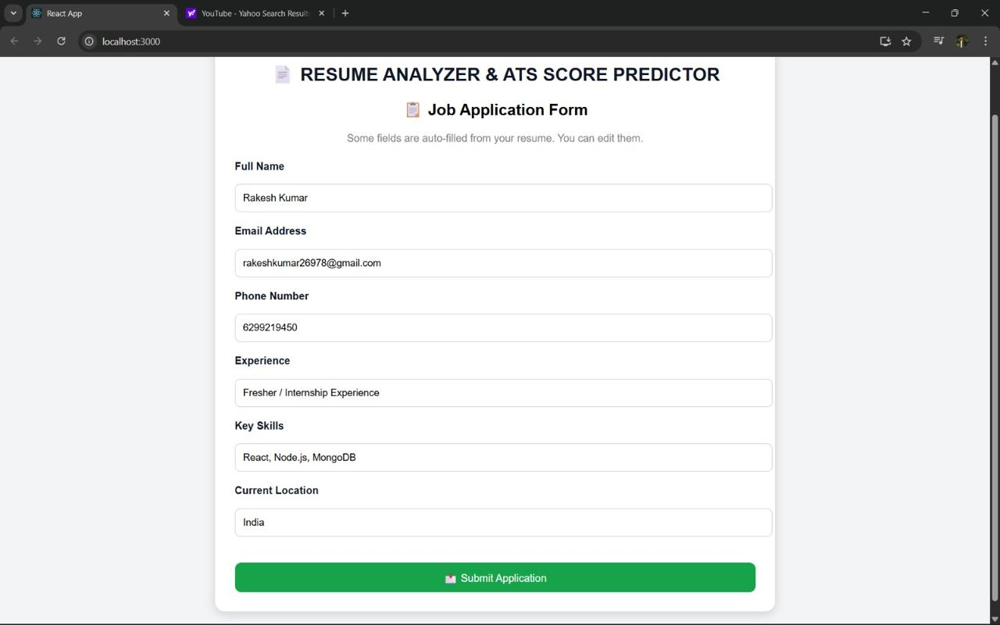 React App
YouTube - Yahoo Search Result
localhost:3000
RESUME ANALYZER & ATS SCORE PREDICTOR
Job Application Form
Some fields are auto-filled from your resume. You can edit them.
Full Name
Rakesh Kumar
Email Address
rakeshkumar26978@gmail.com
Phone Number
6299219450
Experience
Fresher / Internship Experience
Key Skills
React, Node.js, MongoDB
Current Location
India
Submit Application